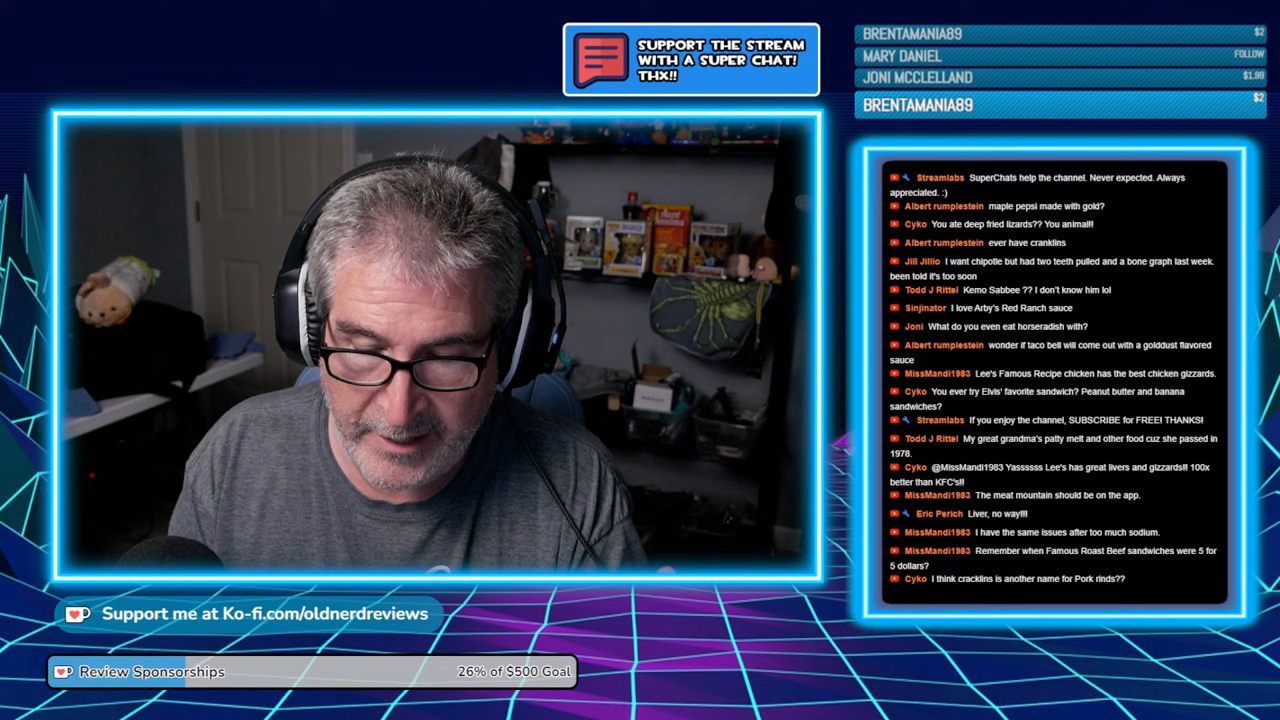 SUPPORT THE STREAM
WITH A SUPER CHAT!
THX!!
BRENTAMANIA89 $2
MARY DANIEL FOLLOW
JONI MCCLELLAND $1.99
BRENTAMANIA89 $2
Streamlabs SuperChats help the channel. Never expected. Always
appreciated. :)
Albert rumplestein maple pepsi made with gold?
Cyko You ate deep fried lizards?? You animal!!
Albert rumplestein ever have cranklins
Jill Jillio I want chipotle but had two teeth pulled and a bone graph last week.
been told it's too soon
Todd J Rittel Kemo Sabbee ?? I don't know him lol
Sinjinator I love Arby's Red Ranch sauce
Joni What do you even eat horseradish with?
Albert rumplestein wonder if taco bell will come out with a golddust flavored
sauce
MissMandi1983 Lee's Famous Recipe chicken has the best chicken gizzards.
Cyko You ever try Elvis' favorite sandwich? Peanut butter and banana
sandwiches?
Streamlabs If you enjoy the channel, SUBSCRIBE for FREE! THANKS!
Todd J Rittel My great grandma's patty melt and other food cuz she passed in
1978.
Cyko @MissMandi1983 Yassssss Lee's has great livers and gizzards!! 100x
better than KFC's!!
MissMandi1983 The meat mountain should be on the app.
Eric Perich Liver, no way!!!
MissMandi1983 I have the same issues after too much sodium.
MissMandi1983 Remember when Famous Roast Beef sandwiches were 5 for
5 dollars?
Cyko I think cracklins is another name for Pork rinds??
Support me at Ko-fi.com/oldnerdreviews
Review Sponsorships 26% of $500 Goal